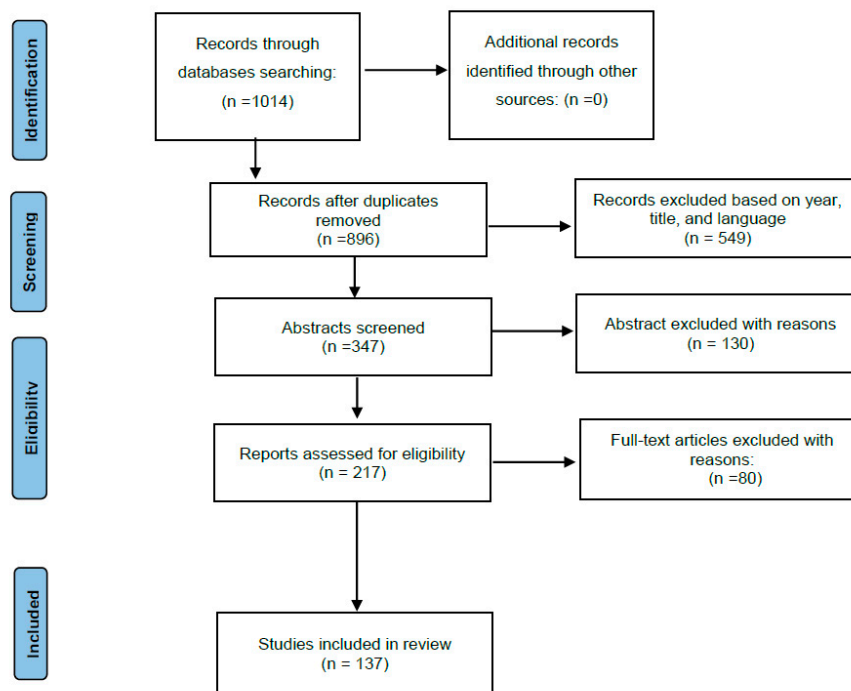 Identification
Records through
databases searching:
(n =1014)
Additional records
identified through other
sources: (n =0)
Screening
Records after duplicates
removed
(n =896)
Records excluded based on year,
title, and language
(n = 549)
Abstracts screened
(n =347)
Abstract excluded with reasons
(n = 130)
Eligibility
Reports assessed for eligibility
(n = 217)
Full-text articles excluded with
reasons:
(n =80)
Included
Studies included in review
(n = 137)